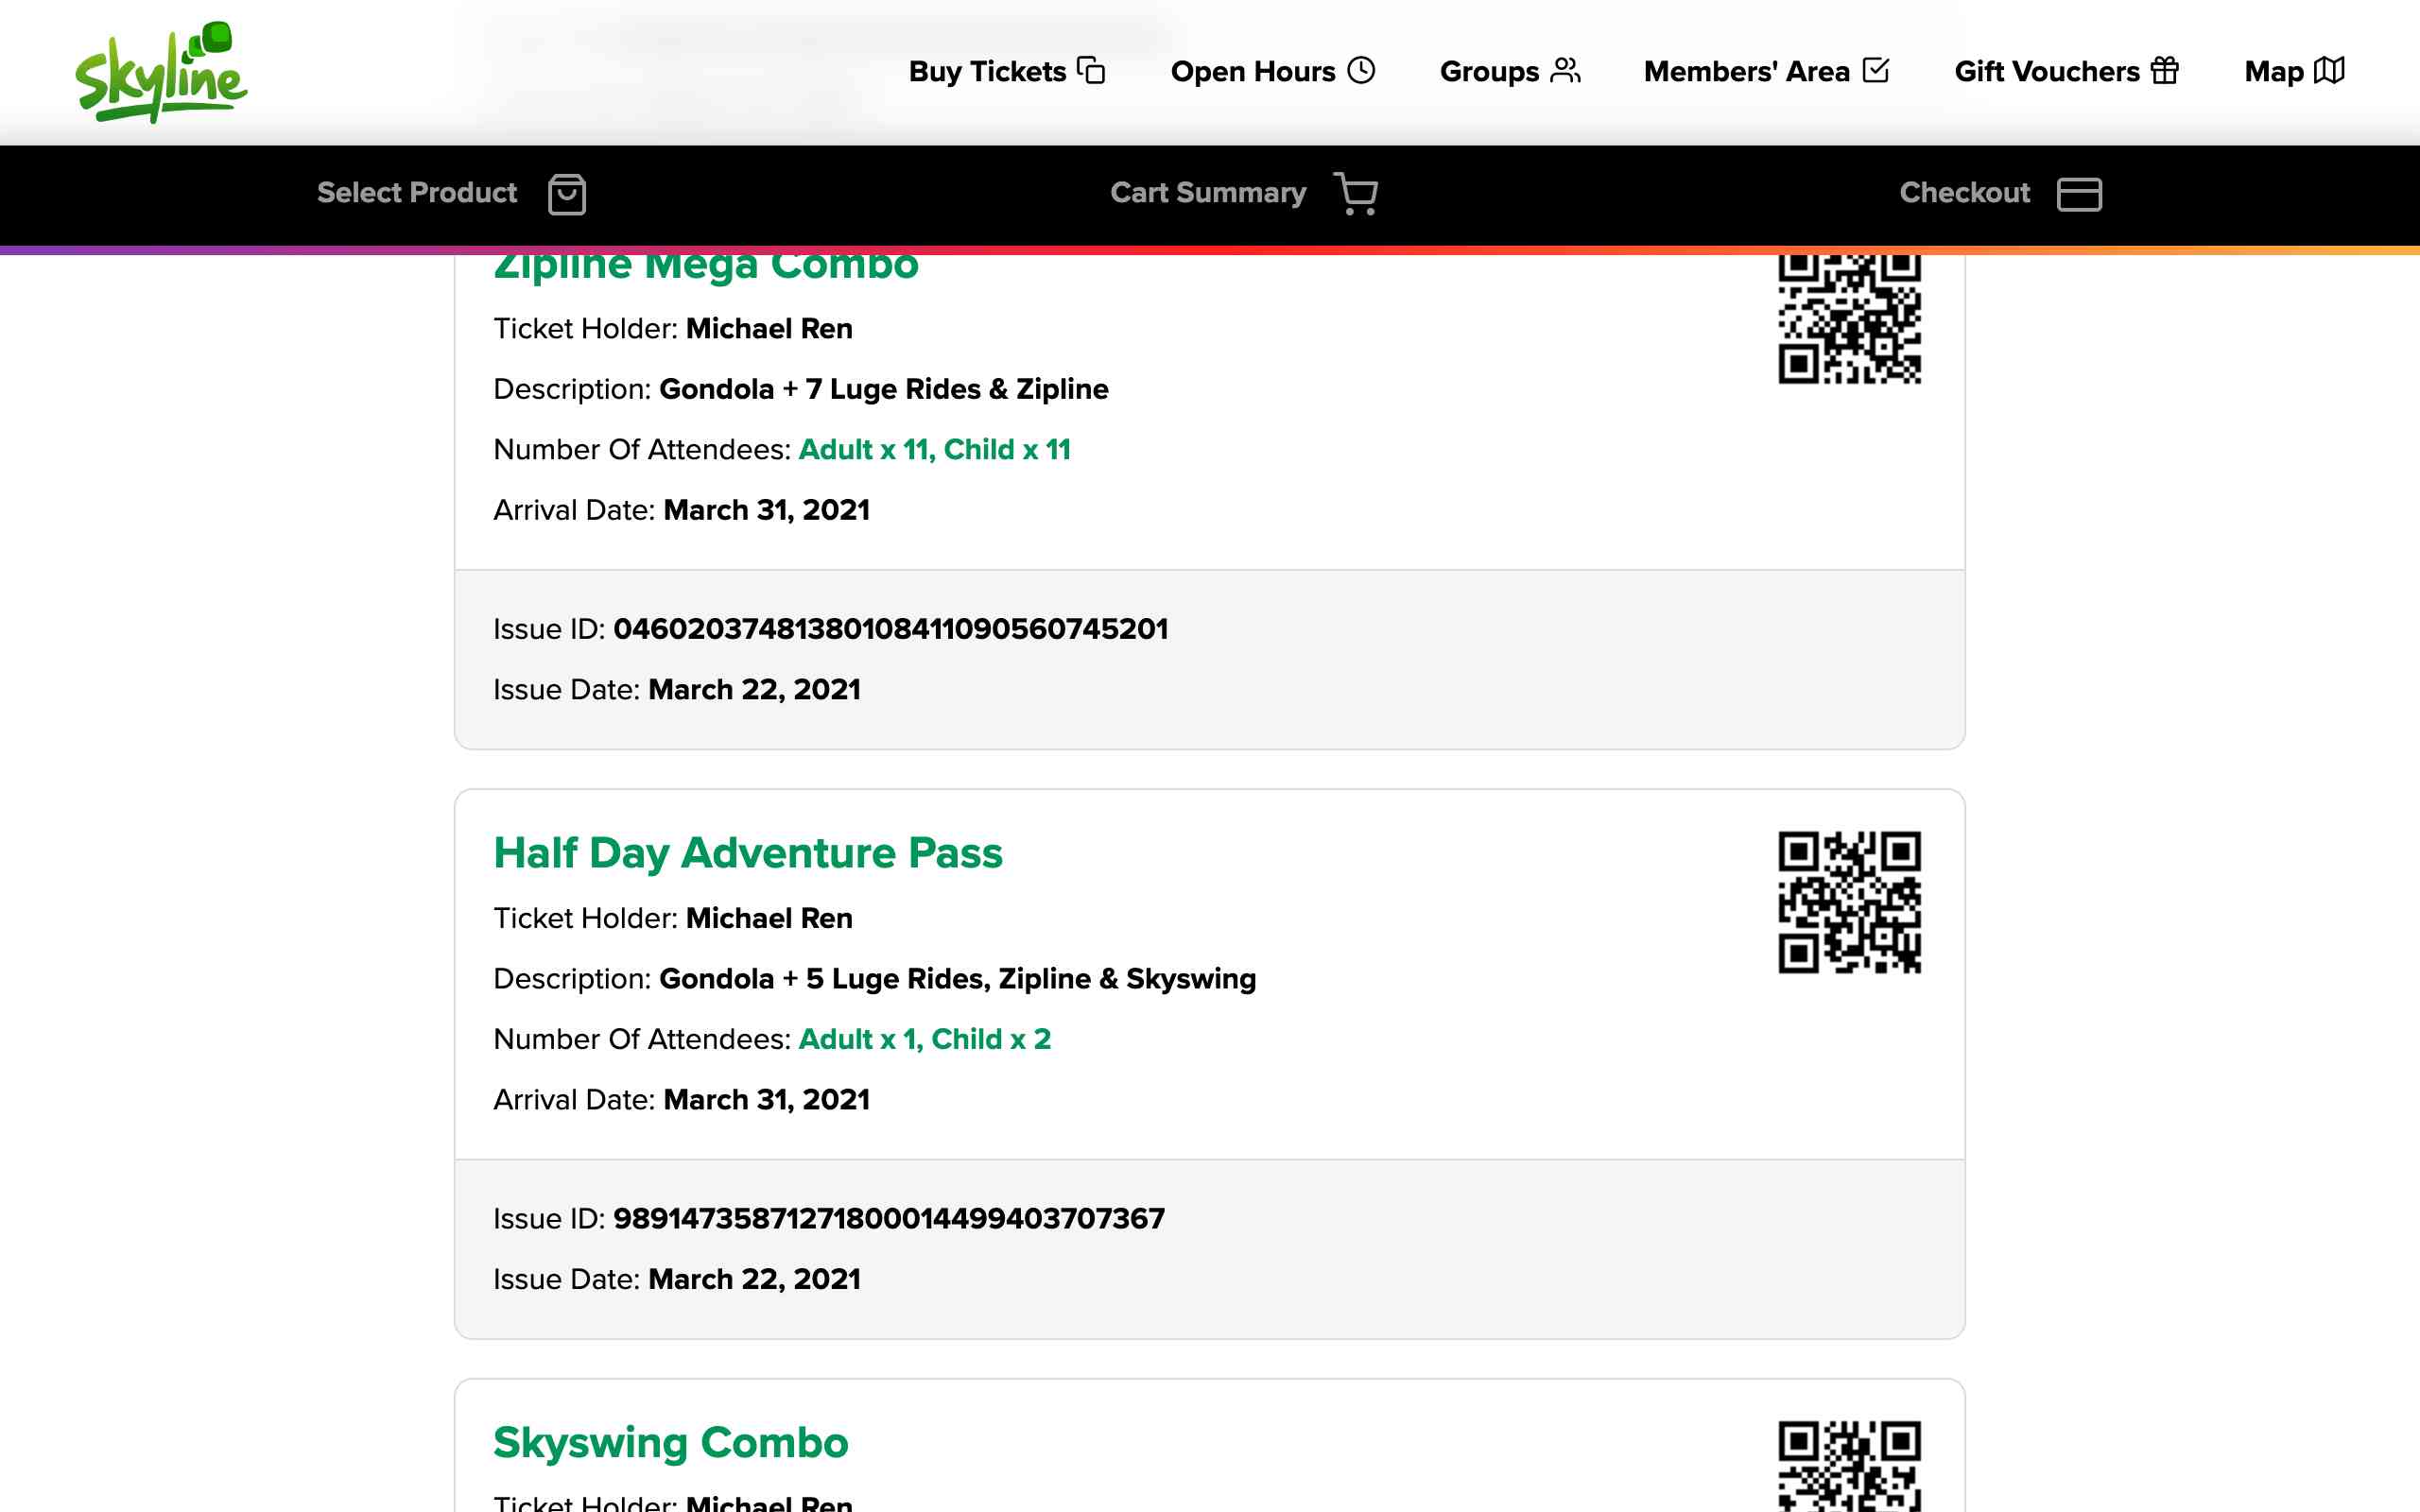 skyline
Buy Tickets
Open Hours
Groups
Members' Area
Gift Vouchers
Map
Select Product
Cart Summary
Checkout
Zipline Mega Combo
Ticket Holder: Michael Ren
Description: Gondola + 7 Luge Rides & Zipline
Number Of Attendees: Adult x 11, Child x 11
Arrival Date: March 31, 2021
Issue ID: 04602037481380108411090560745201
Issue Date: March 22, 2021
Half Day Adventure Pass
Ticket Holder: Michael Ren
Description: Gondola + 5 Luge Rides, Zipline & Skyswing
Number Of Attendees: Adult x 1, Child x 2
Arrival Date: March 31, 2021
Issue ID: 98914735871271800014499403707367
Issue Date: March 22, 2021
Skyswing Combo
Ticket Holder: Michael Ren